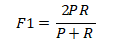 F1 = 2PR / P + R